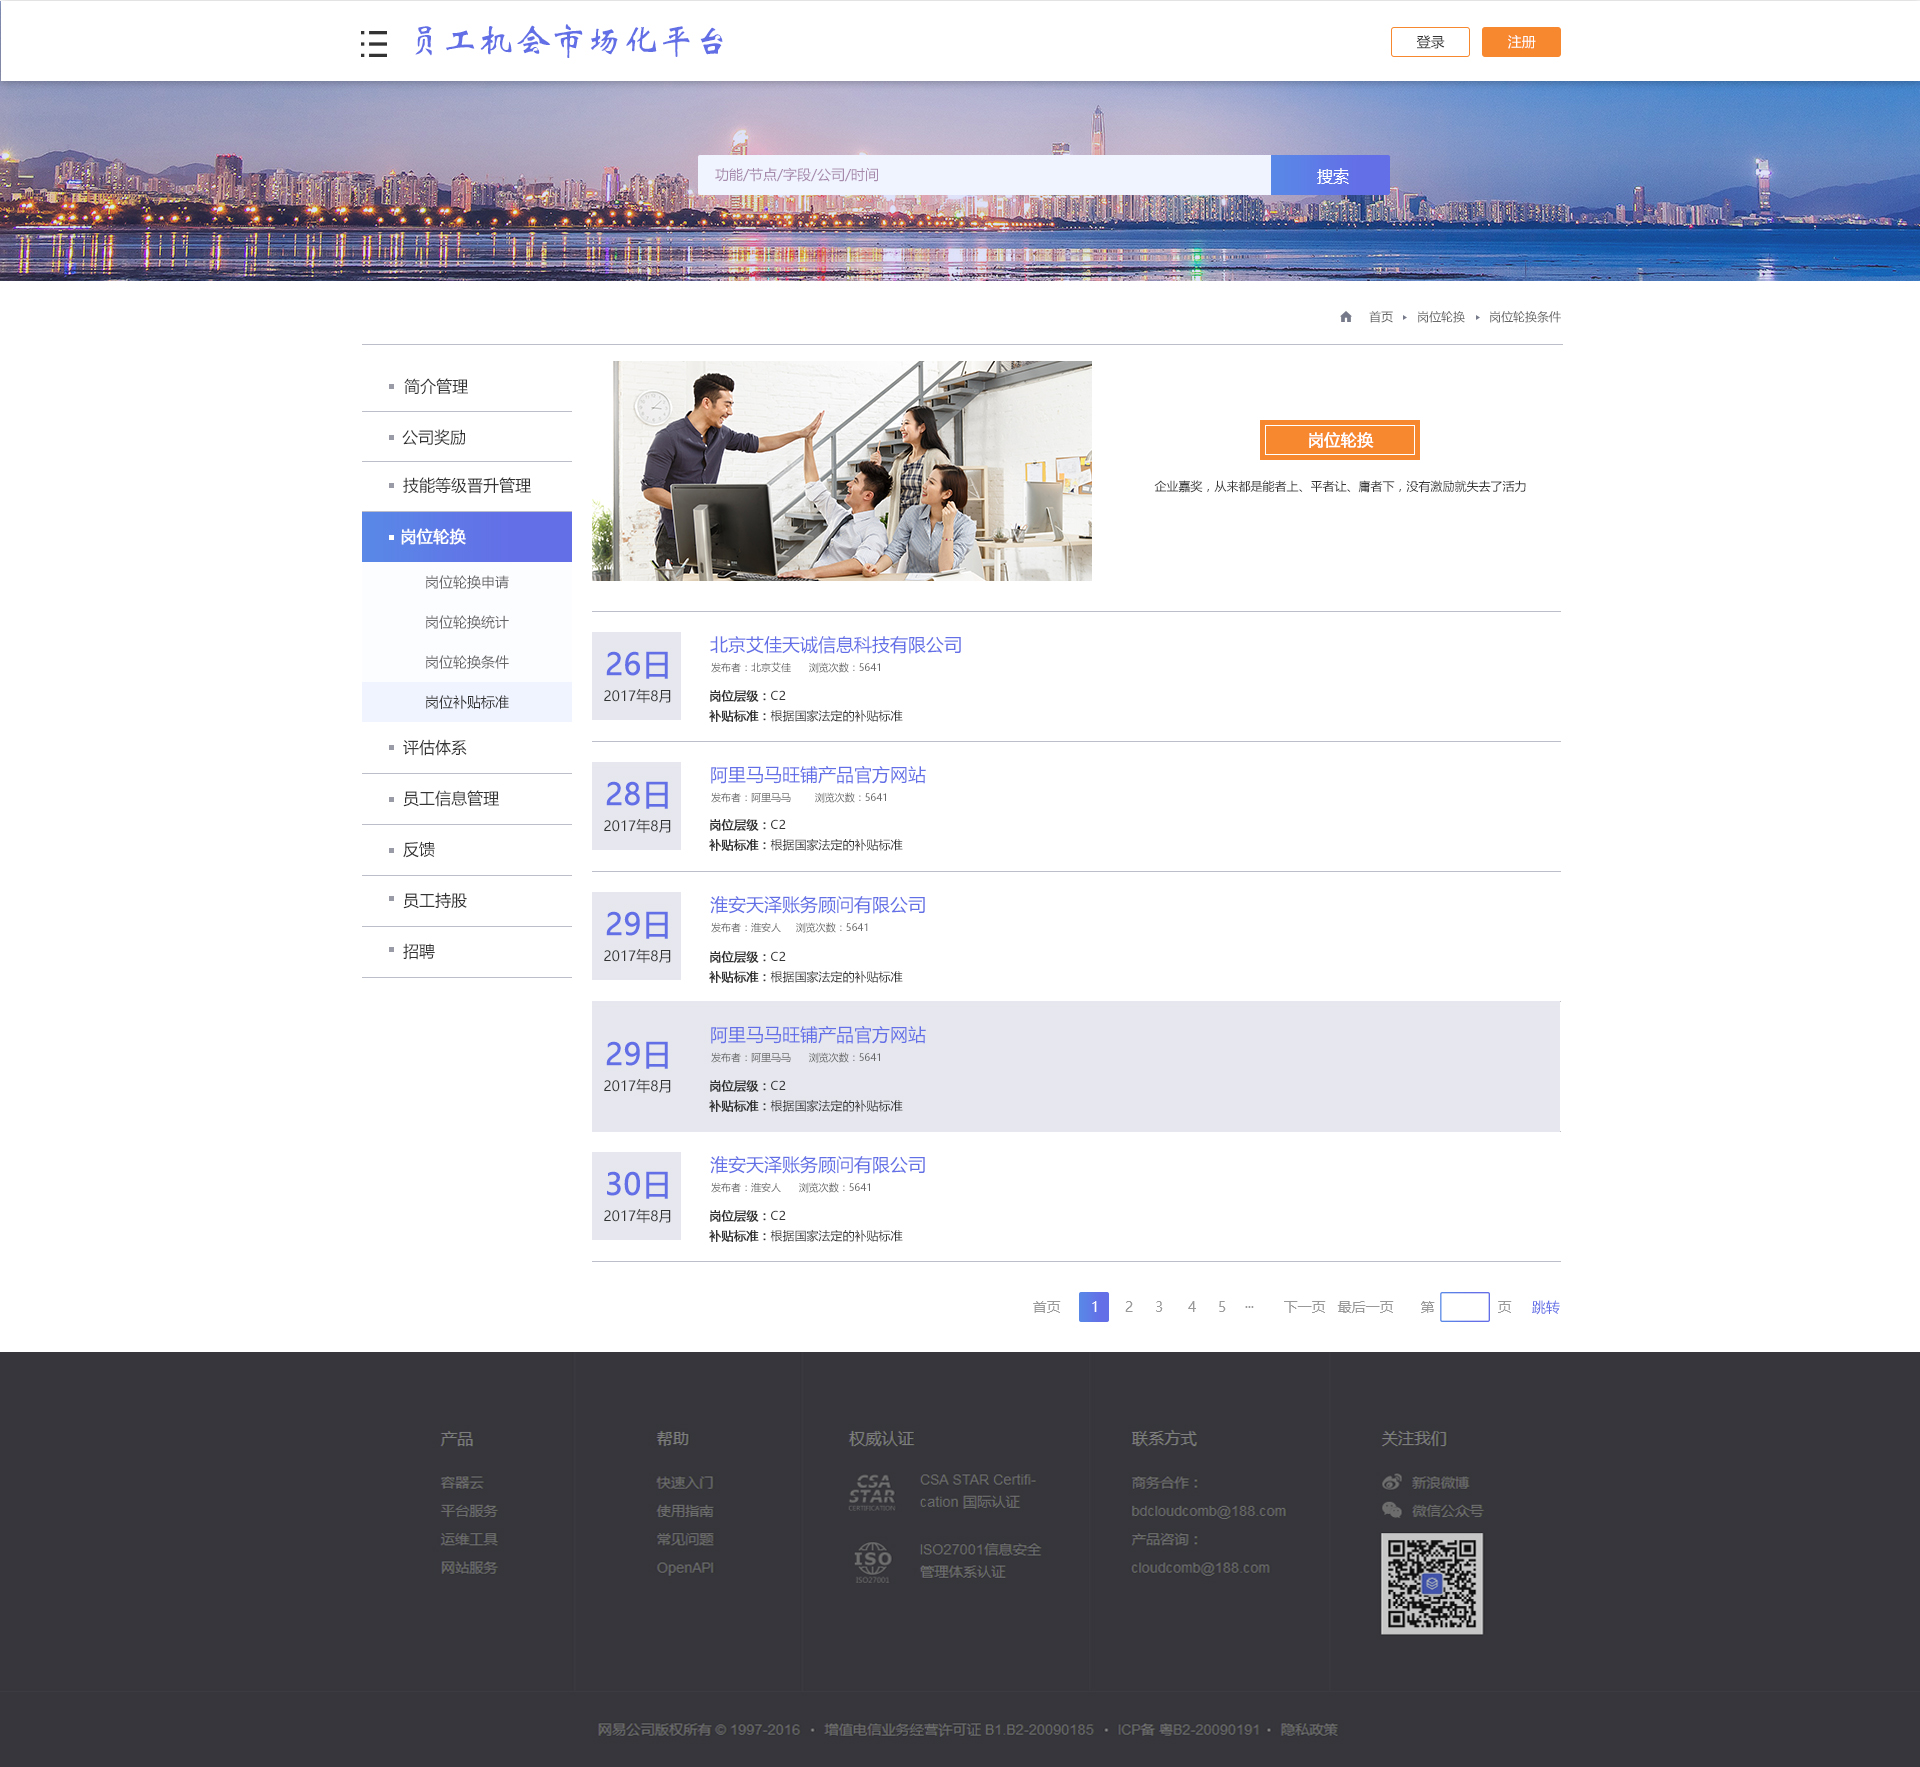 员工机会市场化平台
登录
注册
功能/节点/字段/公司/时间
搜索
首页
岗位轮换
岗位轮换条件
简介管理
公司奖励
技能等级晋升管理
岗位轮换
岗位轮换申请
岗位轮换统计
岗位轮换条件
岗位补贴标准
评估体系
员工信息管理
反馈
员工持股
招聘
岗位轮换
企业嘉奖，从来都是能者上、平者让、庸者下，没有激励就失去了活力
26日
2017年8月
北京艾佳天诚信息科技有限公司
发布者：北京艾佳 浏览次数：5641
岗位层级：C2
补贴标准：根据国家法定的补贴标准
28日
2017年8月
阿里马马旺铺产品官方网站
发布者：阿里马马 浏览次数：5641
岗位层级：C2
补贴标准：根据国家法定的补贴标准
29日
2017年8月
淮安天泽账务顾问有限公司
发布者：淮安人 浏览次数：5641
岗位层级：C2
补贴标准：根据国家法定的补贴标准
29日
2017年8月
阿里马马旺铺产品官方网站
发布者：阿里马马 浏览次数：5641
岗位层级：C2
补贴标准：根据国家法定的补贴标准
30日
2017年8月
淮安天泽账务顾问有限公司
发布者：淮安人 浏览次数：5641
岗位层级：C2
补贴标准：根据国家法定的补贴标准
首页 1 2 3 4 5 ··· 下一页 最后一页 第 页 跳转
产品
容器云
平台服务
运维工具
网站服务
帮助
快速入门
使用指南
常见问题
OpenAPI
权威认证
CSA
STAR
CERTIFICATION
CSA STAR Certifi-
cation 国际认证
ISO
ISO27001
ISO27001信息安全
管理体系认证
联系方式
商务合作：
bdcloudcomb@188.com
产品咨询：
cloudcomb@188.com
关注我们
新浪微博
微信公众号
网易公司版权所有 © 1997-2016 • 增值电信业务经营许可证 B1.B2-20090185 • ICP备 粤B2-20090191 • 隐私政策